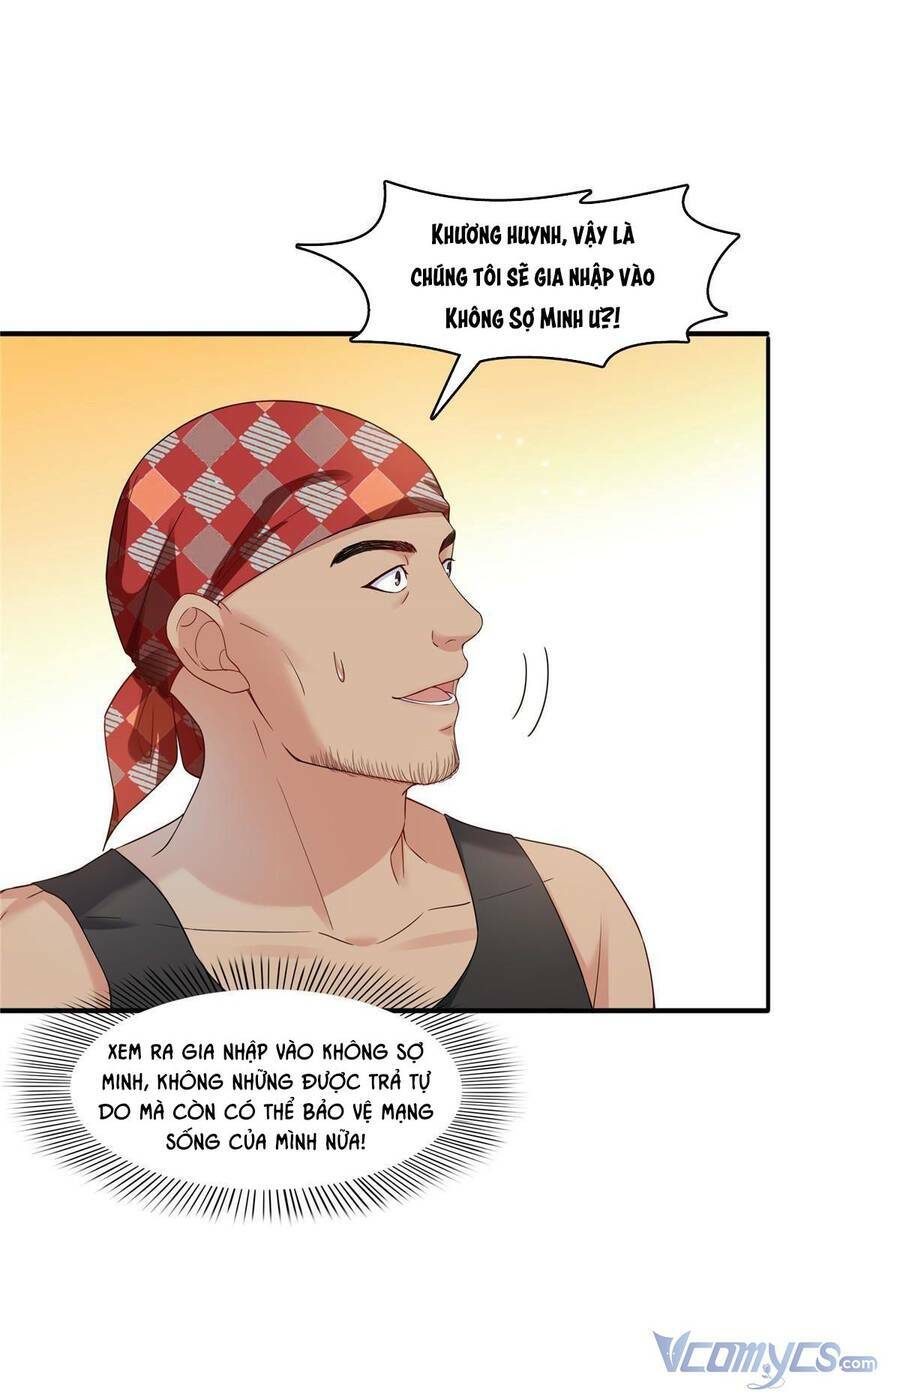 Khương huynh, vậy là
chúng tôi sẽ gia nhập vào
Không Sợ Minh ư?!
XEM RA GIA NHẬP VÀO KHÔNG SỢ
MINH, KHÔNG NHỮNG ĐƯỢC TRẢ TỰ
DO MÀ CÒN CÓ THỂ BẢO VỆ MẠNG
SỐNG CỦA MÌNH NỮA!
VCOMYCS.com